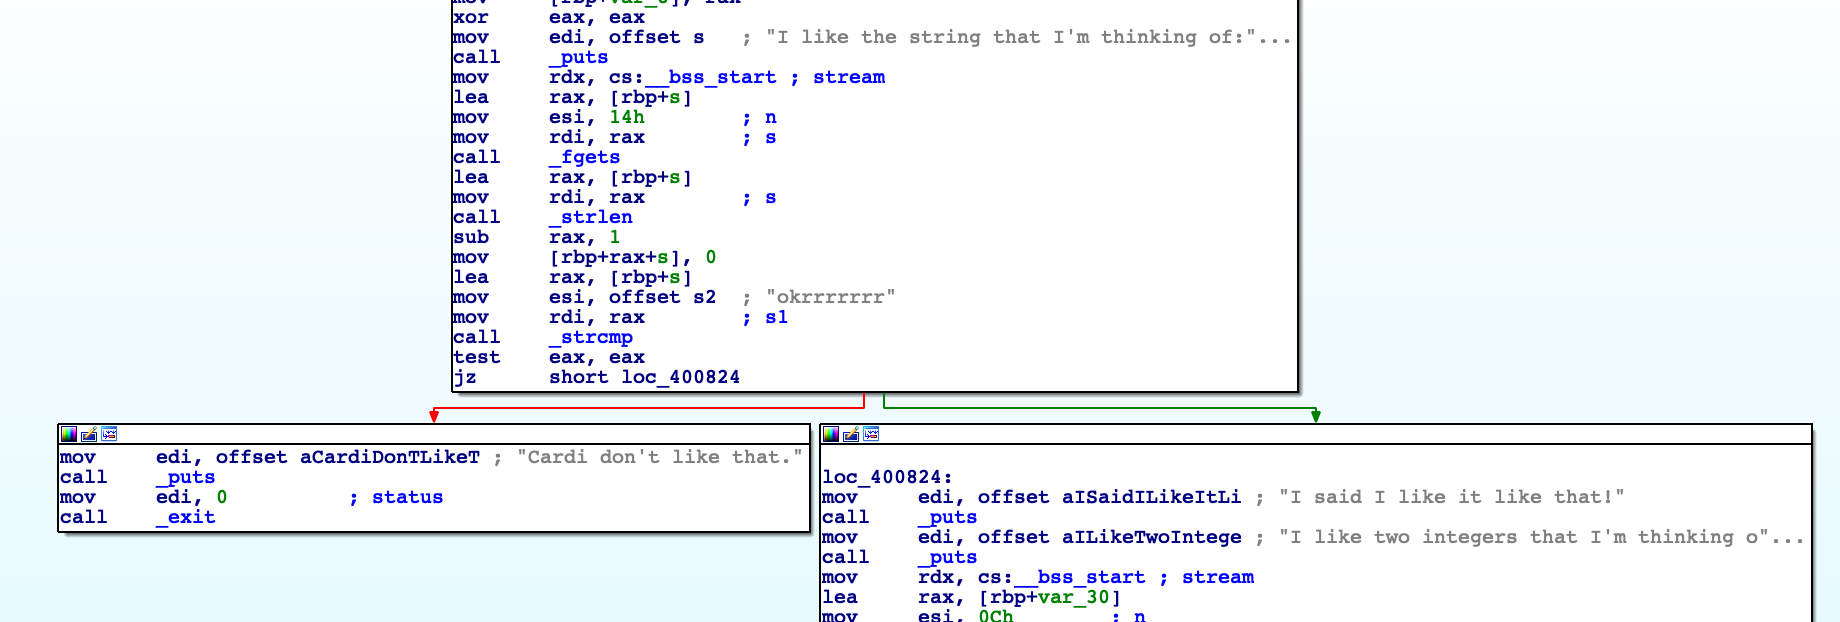 mov [rbp+var_8], rax
xor eax, eax
mov edi, offset s ; "I like the string that I'm thinking of:"...
call _puts
mov rdx, cs:__bss_start ; stream
lea rax, [rbp+s]
mov esi, 14h ; n
mov rdi, rax ; s
call _fgets
lea rax, [rbp+s]
mov rdi, rax ; s
call _strlen
sub rax, 1
mov [rbp+rax+s], 0
lea rax, [rbp+s]
mov esi, offset s2 ; "okrrrrrrr"
mov rdi, rax ; s1
call _strcmp
test eax, eax
jz short loc_400824
mov edi, offset aCardiDonTLikeT ; "Cardi don't like that."
call _puts
mov edi, 0 ; status
call _exit
loc_400824:
mov edi, offset aISaidILikeItLi ; "I said I like it like that!"
call _puts
mov edi, offset aILikeTwoIntege ; "I like two integers that I'm thinking o"...
call _puts
mov rdx, cs:__bss_start ; stream
lea rax, [rbp+var_30]
mov esi, 0Ch ; n